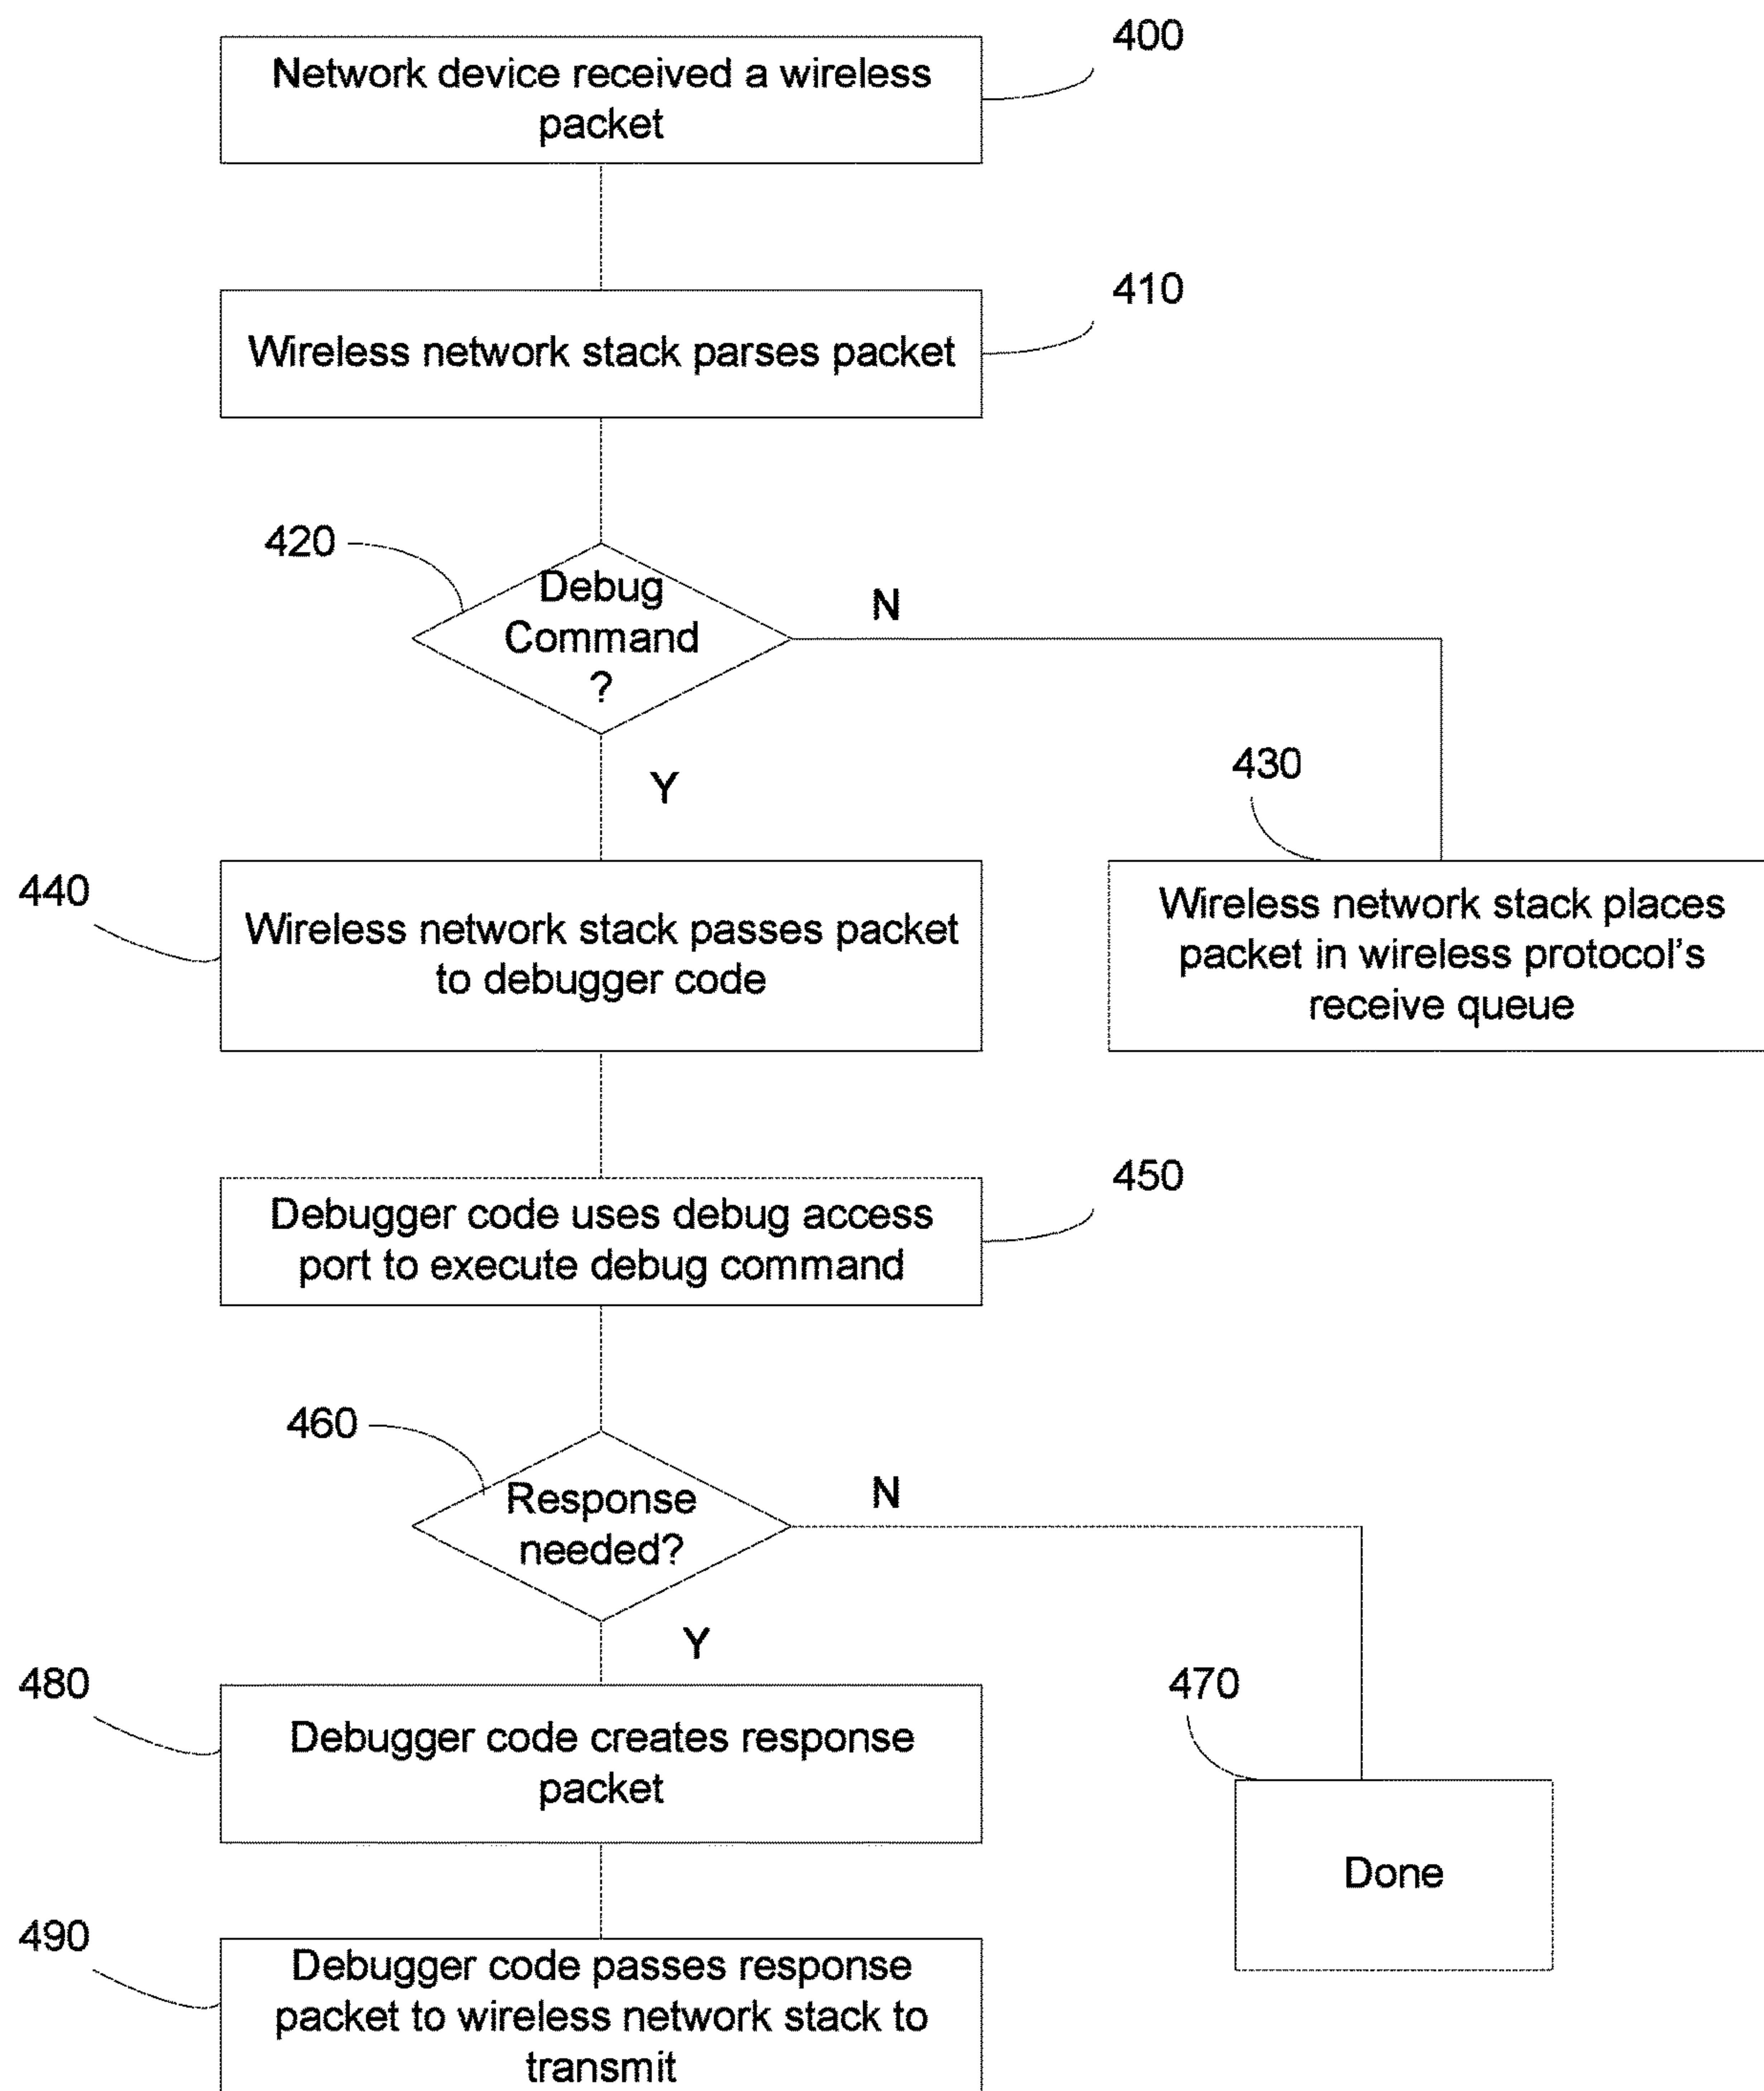 400
Network device received a wireless
packet
410
Wireless network stack parses packet
420
Debug
Command
?
N
Y
430
440
Wireless network stack passes packet
to debugger code
Wireless network stack places
packet in wireless protocol's
receive queue
450
Debugger code uses debug access
port to execute debug command
460
Response
needed?
N
Y
480
470
Debugger code creates response
packet
Done
490
Debugger code passes response
packet to wireless network stack to
transmit